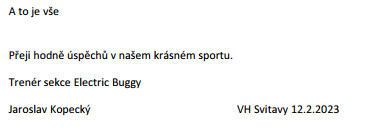 A to je vše
Přeji hodně úspěchů v našem krásném sportu.
Trenér sekce Electric Buggy
Jaroslav Kopecký VH Svitavy 12.2.2023